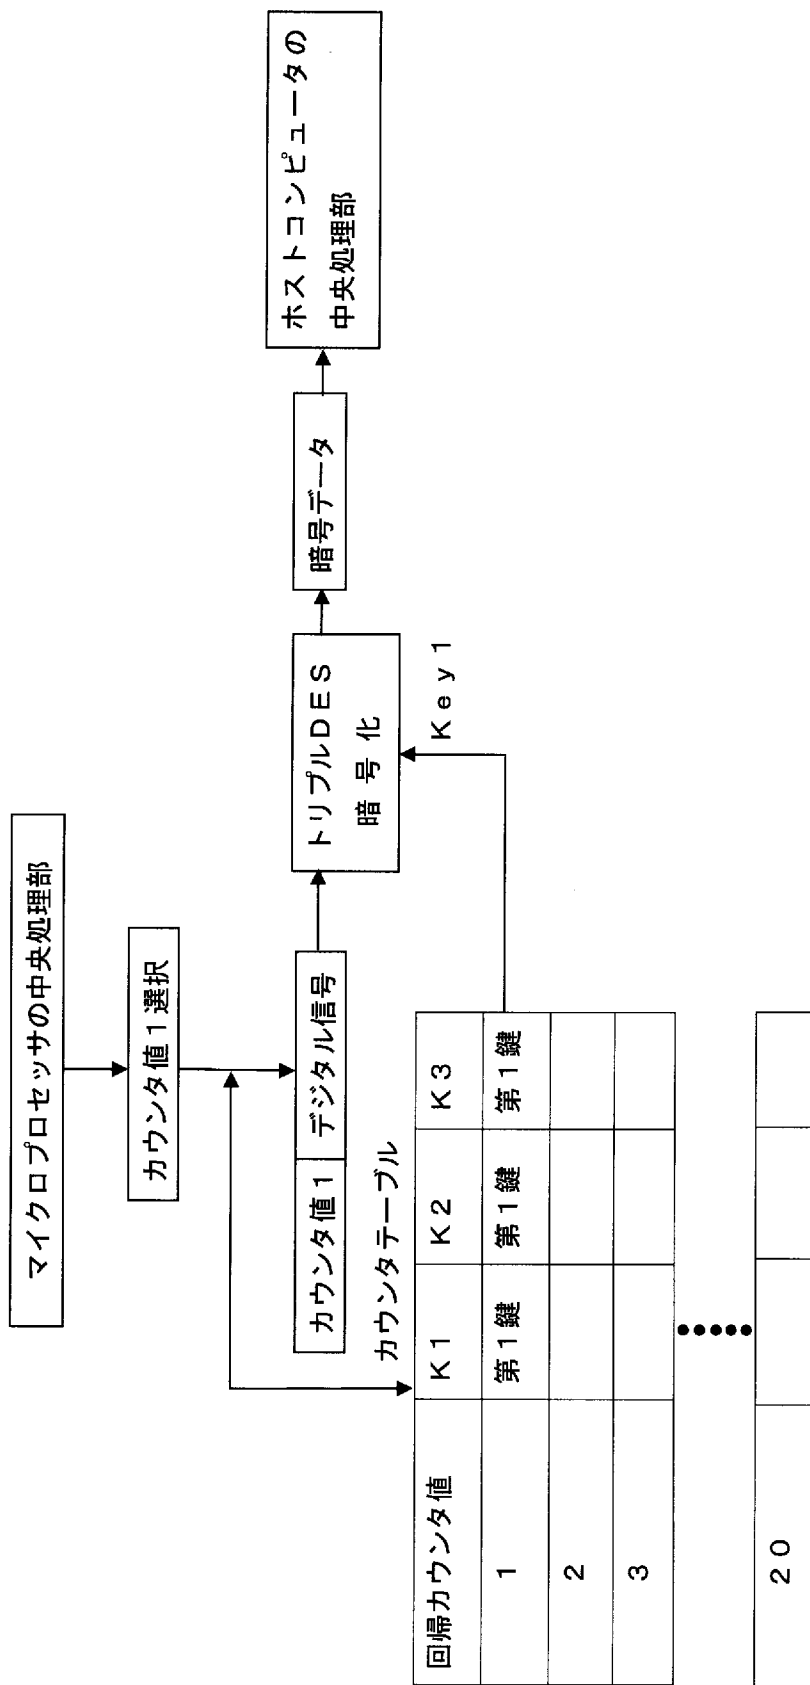 マイクロプロセッサの中央処理部
カウンタ値1選択
カウンタ値1 デジタル信号
トリプルDES
暗号化
暗号データ
ホストコンピュータの
中央処理部
Key1
カウンタテーブル
回帰カウンタ値 K1 K2 K3
1 第1鍵 第1鍵 第1鍵
2
3
20